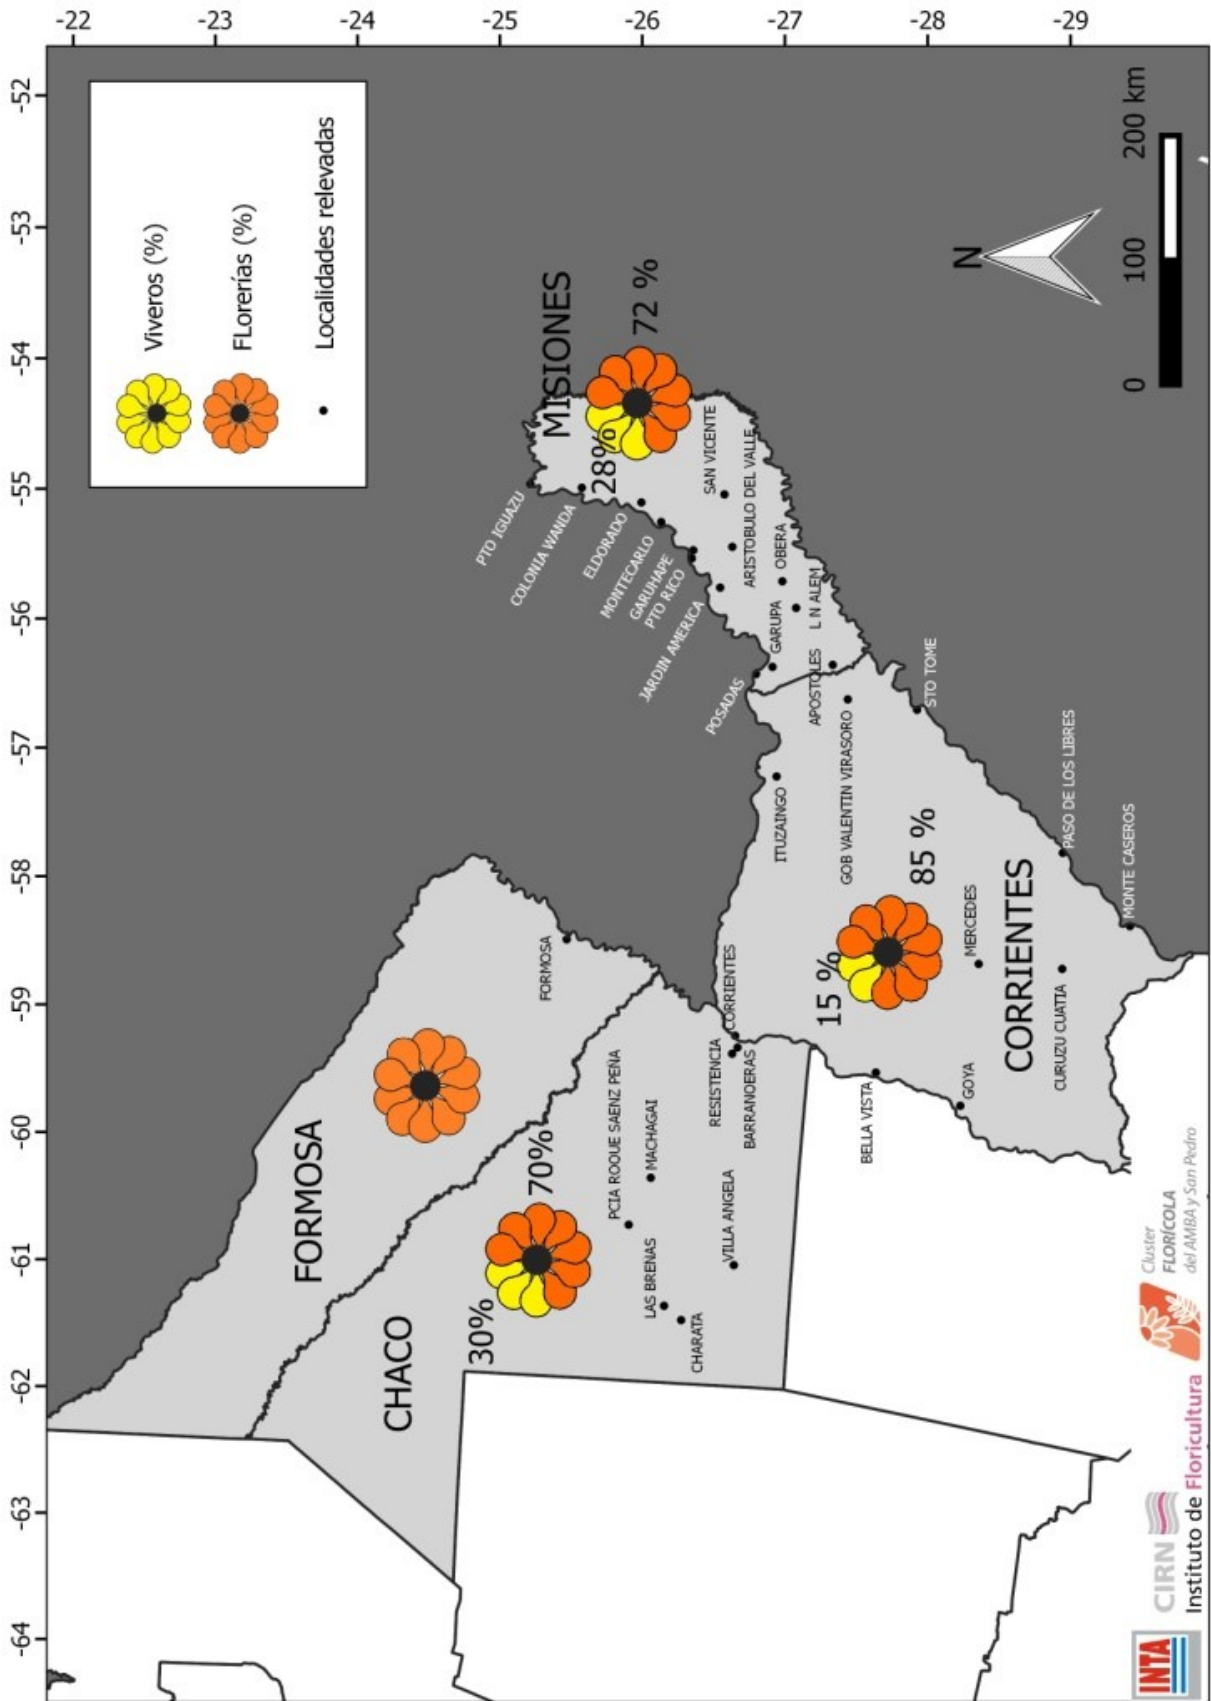 -64
-63
-62
-61
-60
-59
-58
-57
-56
-55
-54
-53
-52
-22
-23
-24
-25
-26
-27
-28
-29
Viveros (%)
FLorerías (%)
Localidades relevadas
FORMOSA
FORMOSA
CHACO
30%
70%
PCIA ROQUE SAENZ PEÑA
MACHAGAI
LAS BREÑAS
CHARATA
VILLA ANGELA
RESISTENCIA
BARRANQERAS
CORRIENTES
MISIONES
28%
72 %
PTO IGUAZU
COLONIA WANDA
ELDORADO
MONTECARLO
GARUHAPE
PTO RICO
JARDIN AMERICA
POSADAS
SAN VICENTE
ARISTOBULO DEL VALLE
OBERA
GARUPA
L N ALEM
APOSTOLES
ITUZAINGO
GOB VALENTIN VIRASORO
STO TOME
15 %
85 %
CORRIENTES
MERCEDES
BELLA VISTA
GOYA
CURUZU CUATIA
PASO DE LOS LIBRES
MONTE CASEROS
N
0 100 200 km
INTA
CIRN
Instituto de Floricultura
Cluster
FLORÍCOLA
del AMBA y San Pedro